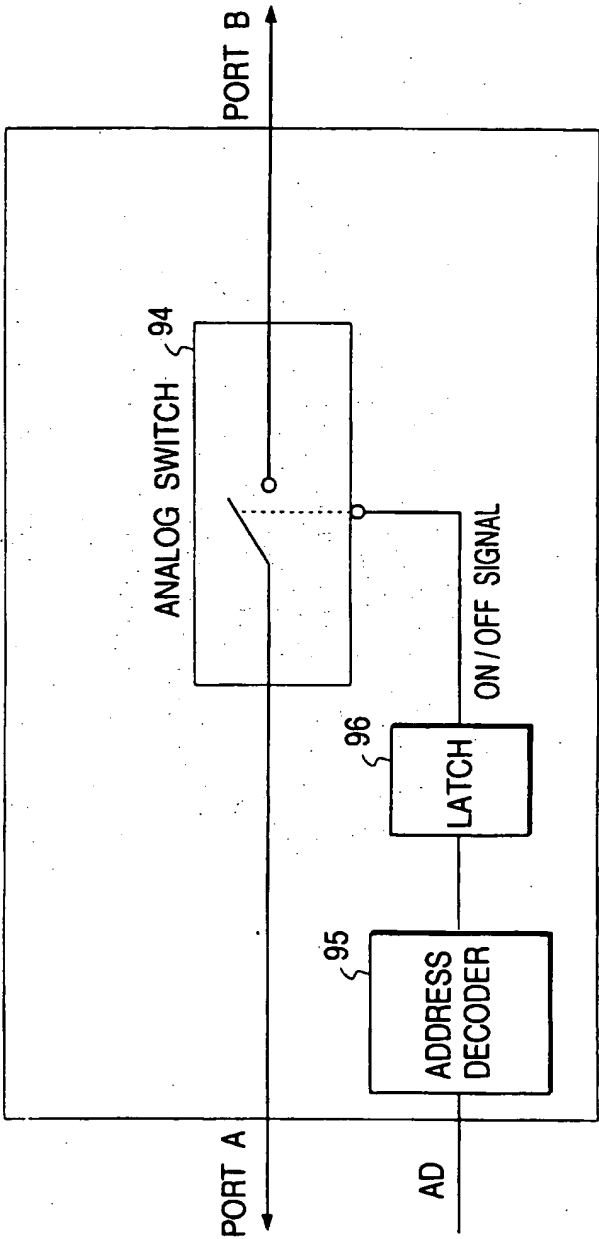 PORT A
PORT B
ANALOG SWITCH
94
ON/OFF SIGNAL
96
LATCH
95
ADDRESS
DECODER
AD